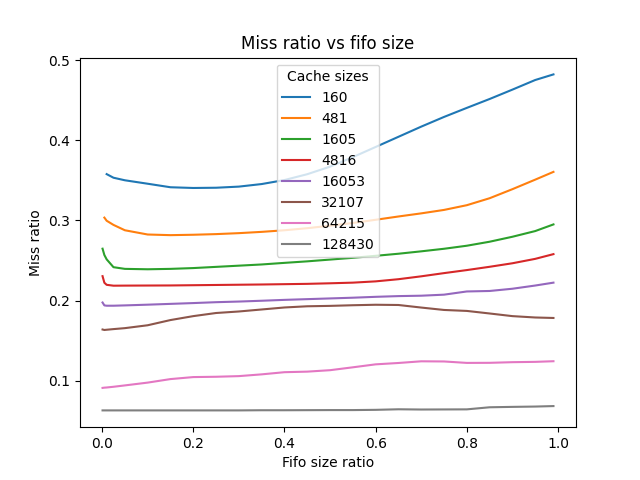 Miss ratio vs fifo size
Miss ratio
0.5
0.4
0.3
0.2
0.1
Cache sizes
160
481
1605
4816
16053
32107
64215
128430
0.0 0.2 0.4 0.6 0.8 1.0
Fifo size ratio